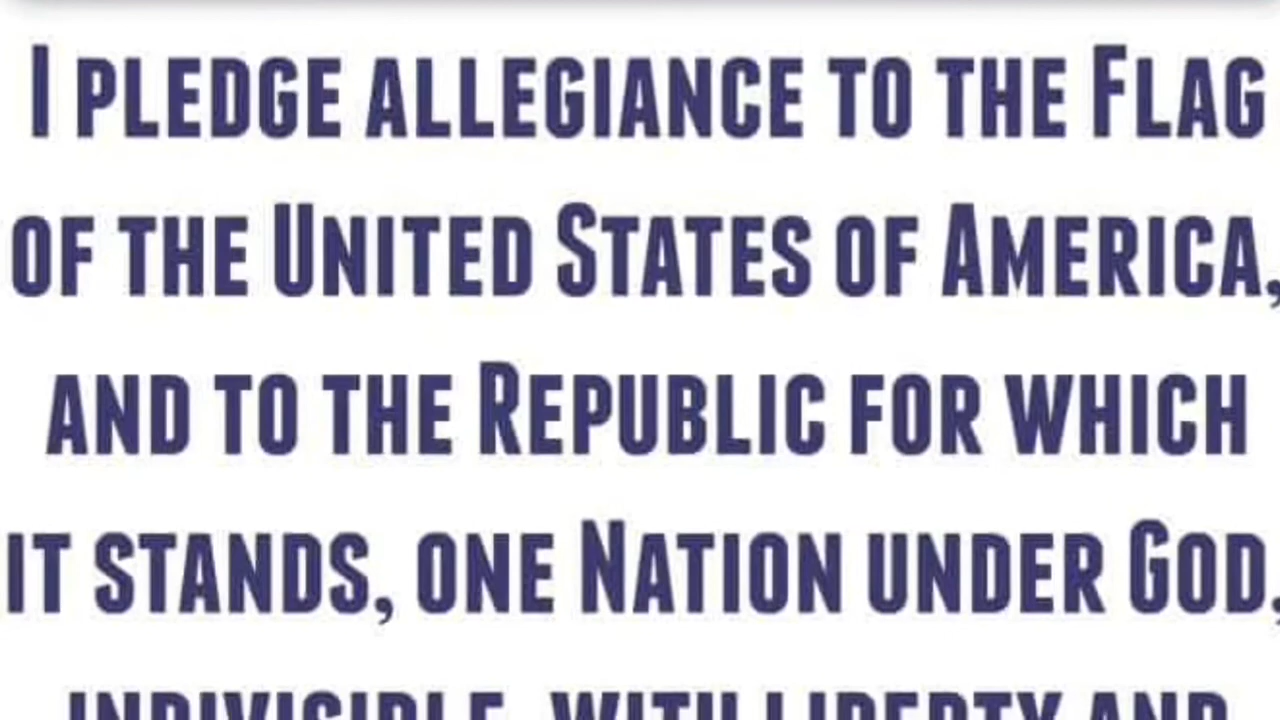 I PLEDGE ALLEGIANCE TO THE FLAG
OF THE UNITED STATES OF AMERICA,
AND TO THE REPUBLIC FOR WHICH
IT STANDS, ONE NATION UNDER GOD,
INDIVISIBLE, WITH LIBERTY AND